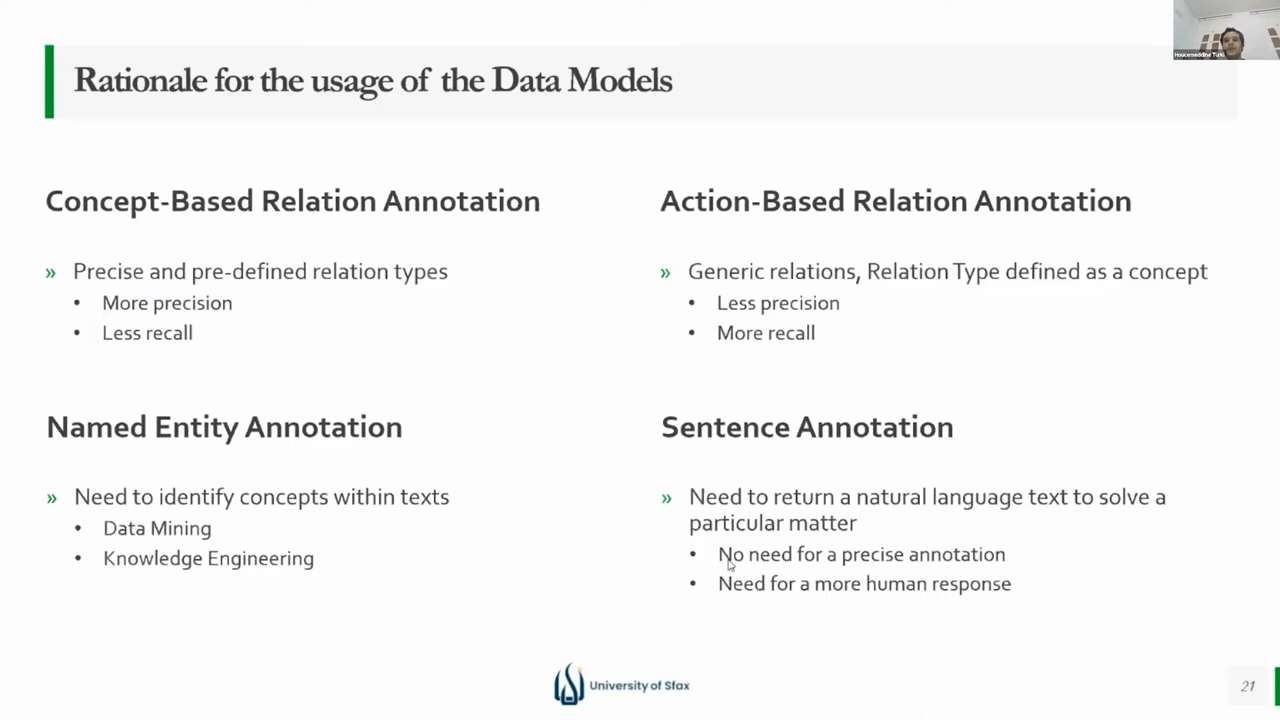 Houcemeddine Turki
Rationale for the usage of the Data Models
Concept-Based Relation Annotation
» Precise and pre-defined relation types
• More precision
• Less recall
Action-Based Relation Annotation
» Generic relations, Relation Type defined as a concept
• Less precision
• More recall
Named Entity Annotation
» Need to identify concepts within texts
• Data Mining
• Knowledge Engineering
Sentence Annotation
» Need to return a natural language text to solve a
particular matter
• No need for a precise annotation
• Need for a more human response
University of Sfax
21